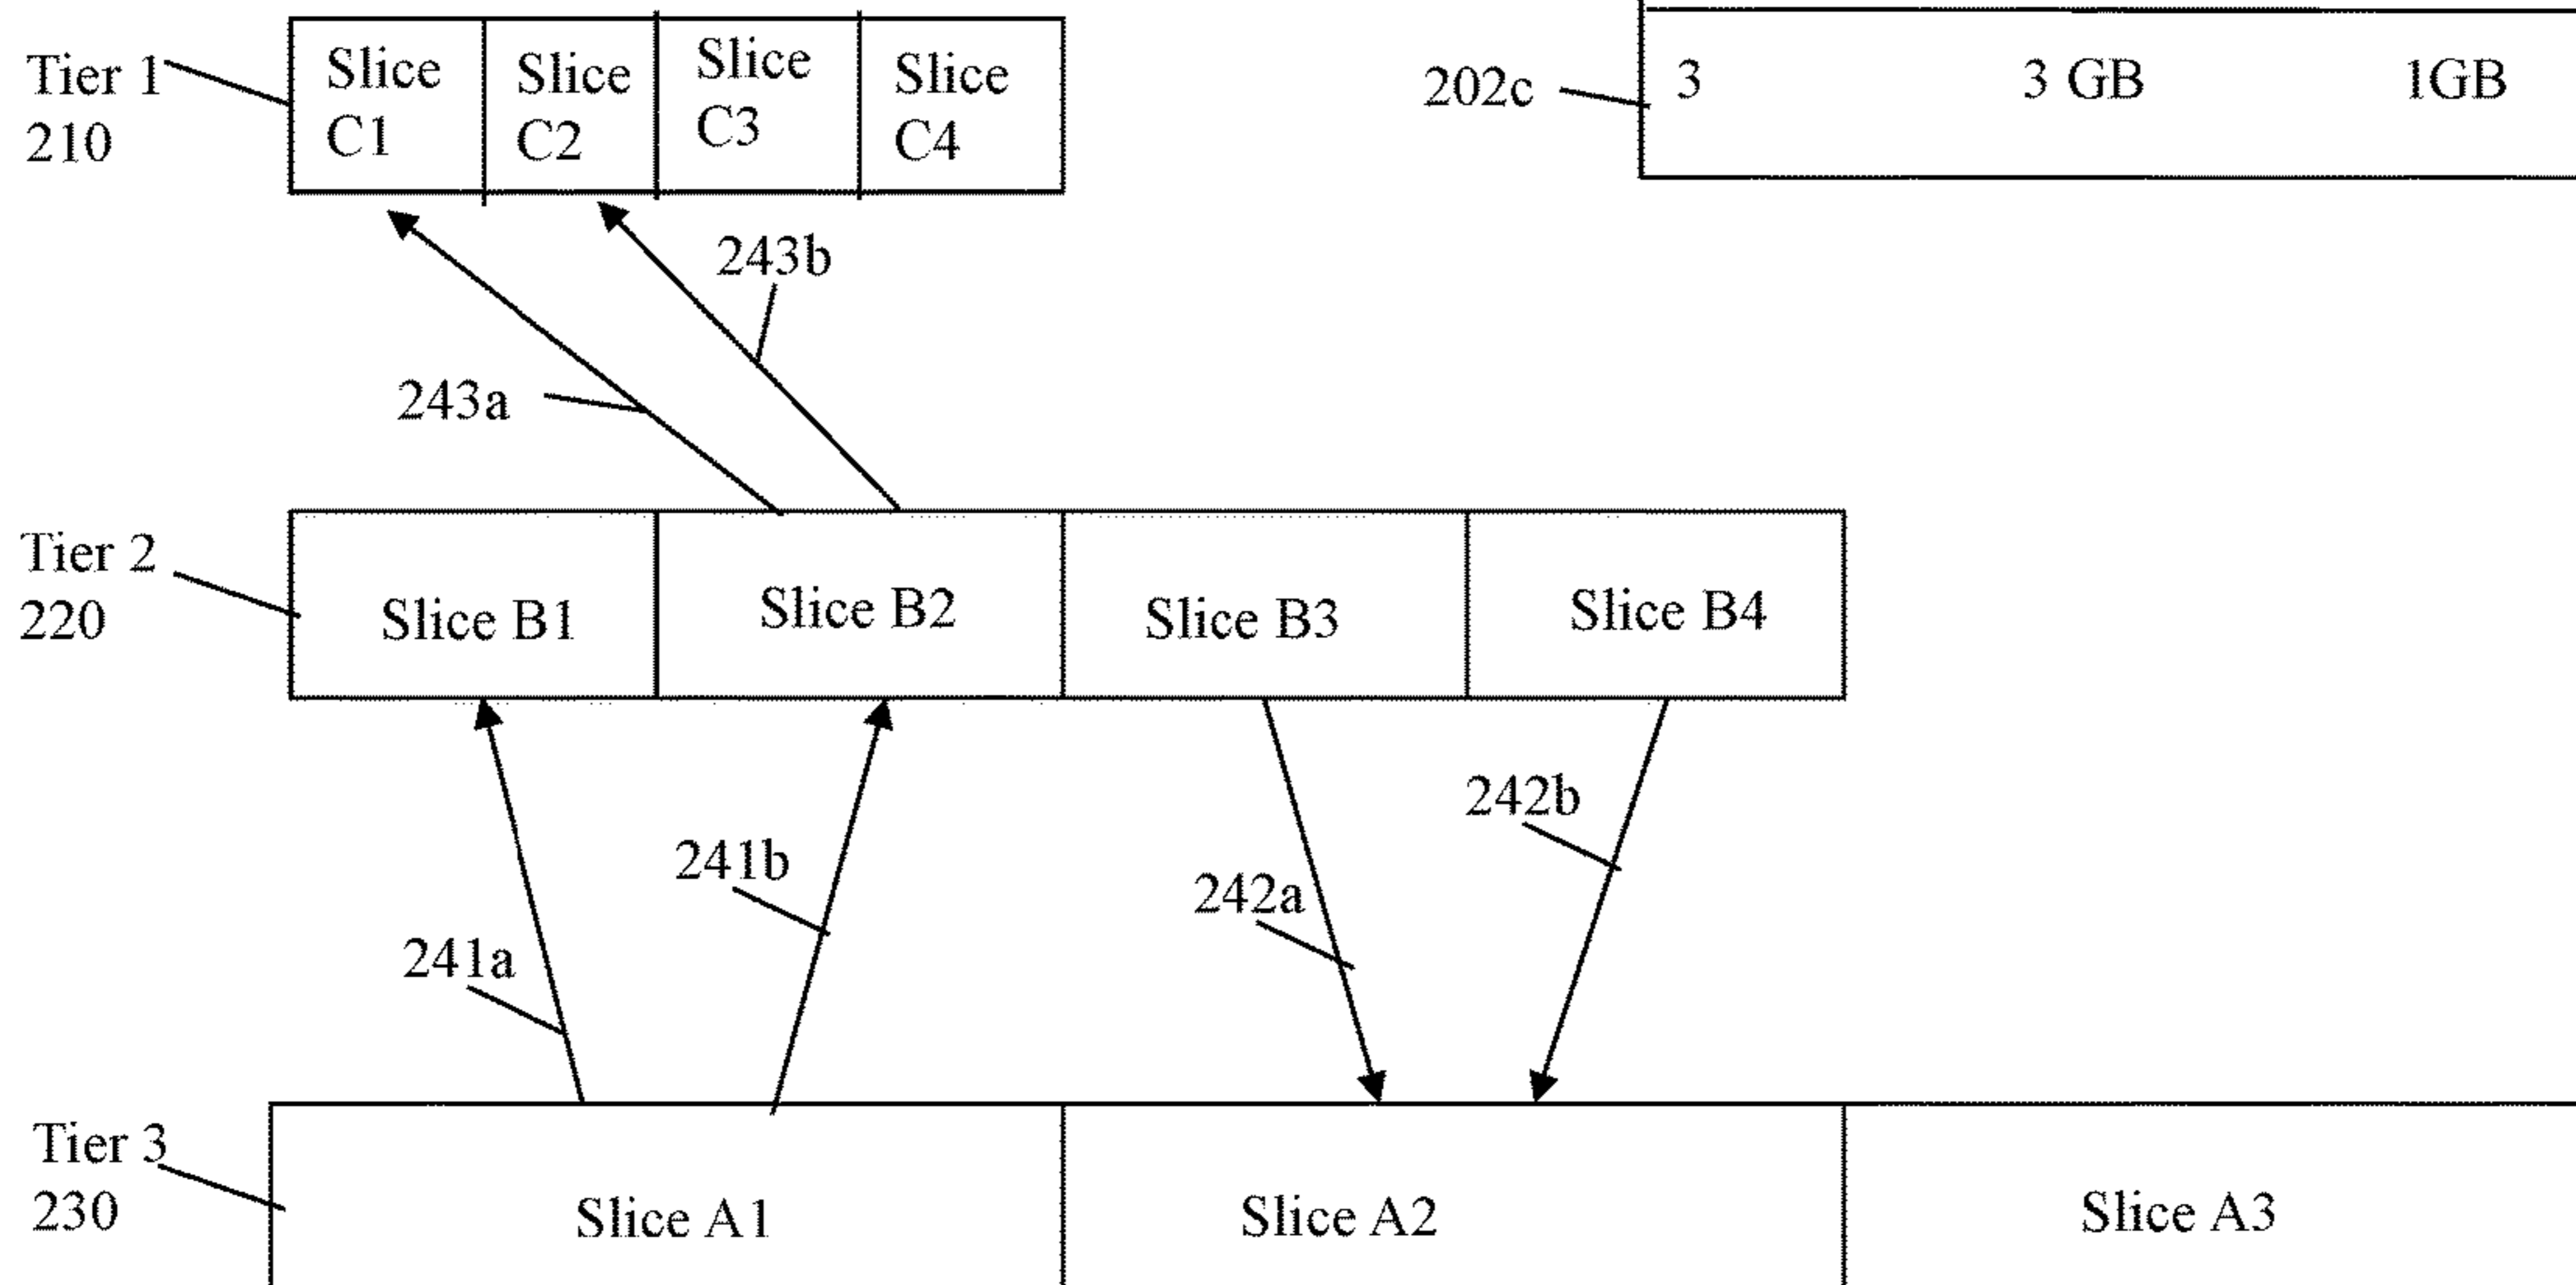 Tier 1
210
Slice
C1
Slice
C2
Slice
C3
Slice
C4
202c
3
3 GB
1GB
243b
243a
Tier 2
220
Slice B1
Slice B2
Slice B3
Slice B4
242b
241b
242a
241a
Tier 3
230
Slice A1
Slice A2
Slice A3